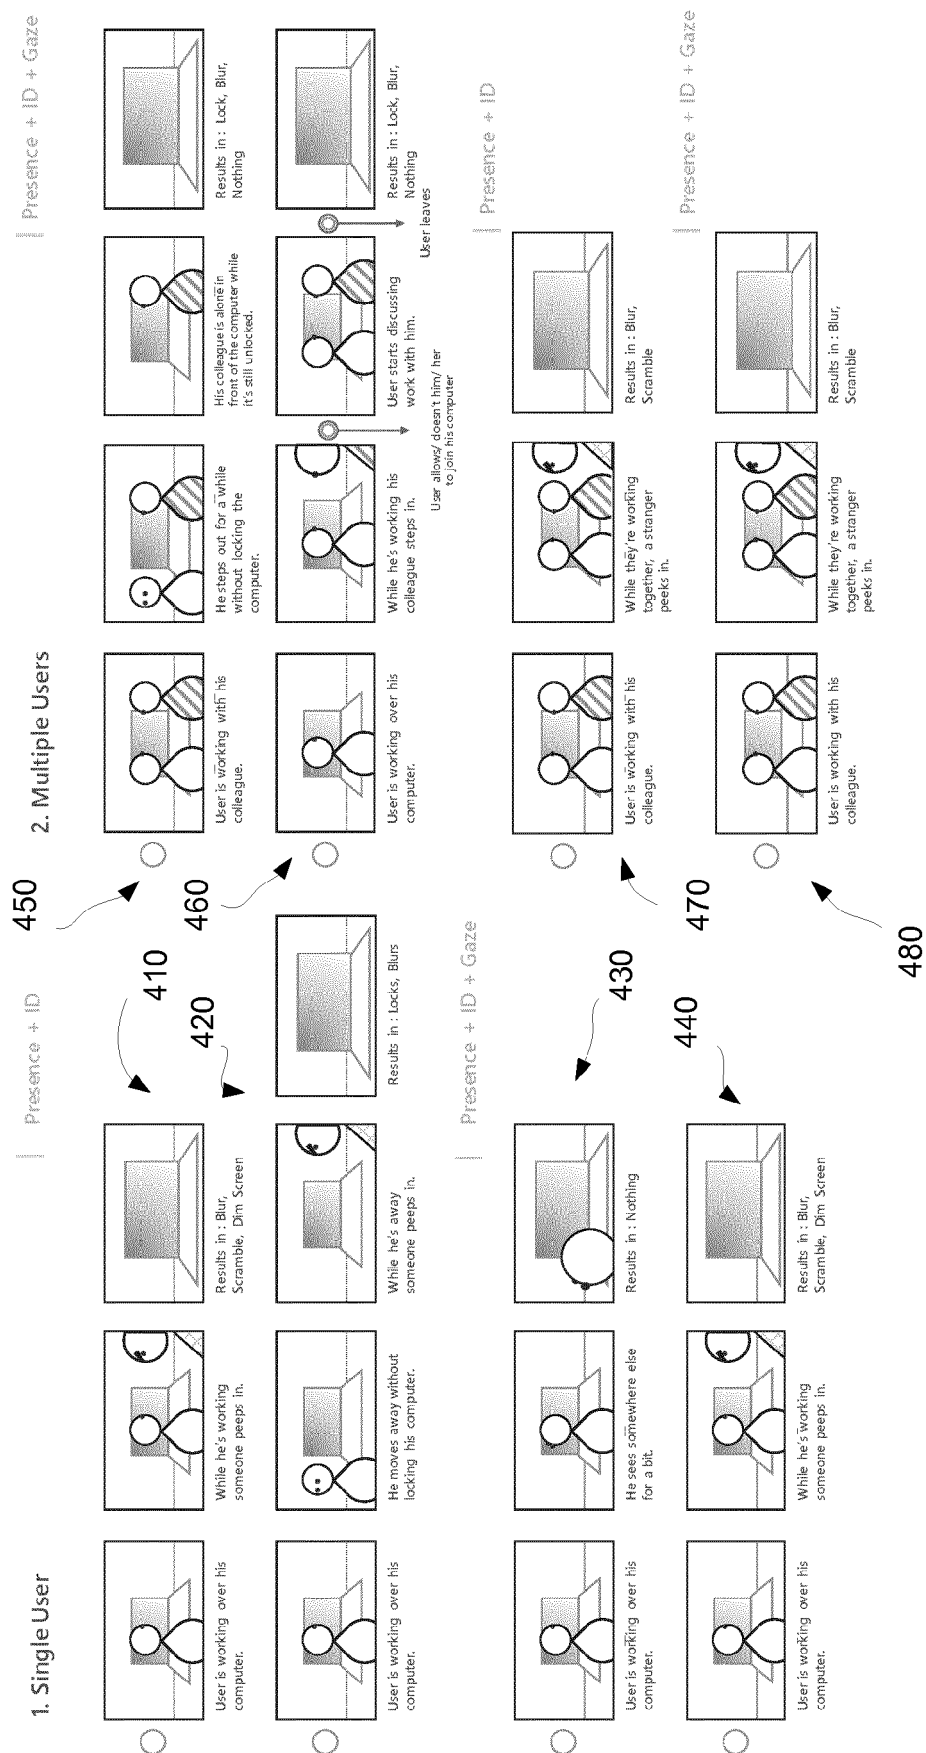 1. Single User
Presence + ID
410
User is working over his
computer.
While he's working
someone peeps in.
Results in : Blur,
Scramble, Dim Screen
420
User is working over his
computer.
He moves away without
locking his computer.
While he's away
someone peeps in.
Results in : Locks, Blurs
Presence + ID + Gaze
430
User is working over his
computer.
He sees somewhere else
for a bit.
Results in : Nothing
440
User is working over his
computer.
While he's working
someone peeps in.
Results in : Blur,
Scramble, Dim Screen
2. Multiple Users
Presence + ID + Gaze
450
User is working with his
colleague.
He steps out for a while
without locking the
computer.
His colleague is alone in
front of the computer while
it's still unlocked.
Results in : Lock, Blur,
Nothing
460
User is working over his
computer.
While he's working his
colleague steps in.
User allows/ doesn't him/ her
to join his computer
User starts discussing
work with him.
User leaves
Results in : Lock, Blur,
Nothing
Presence + ID
470
User is working with his
colleague.
While they're working
together, a stranger
peeks in.
Results in : Blur,
Scramble
Presence + ID + Gaze
480
User is working with his
colleague.
While they're working
together, a stranger
peeks in.
Results in : Blur,
Scramble